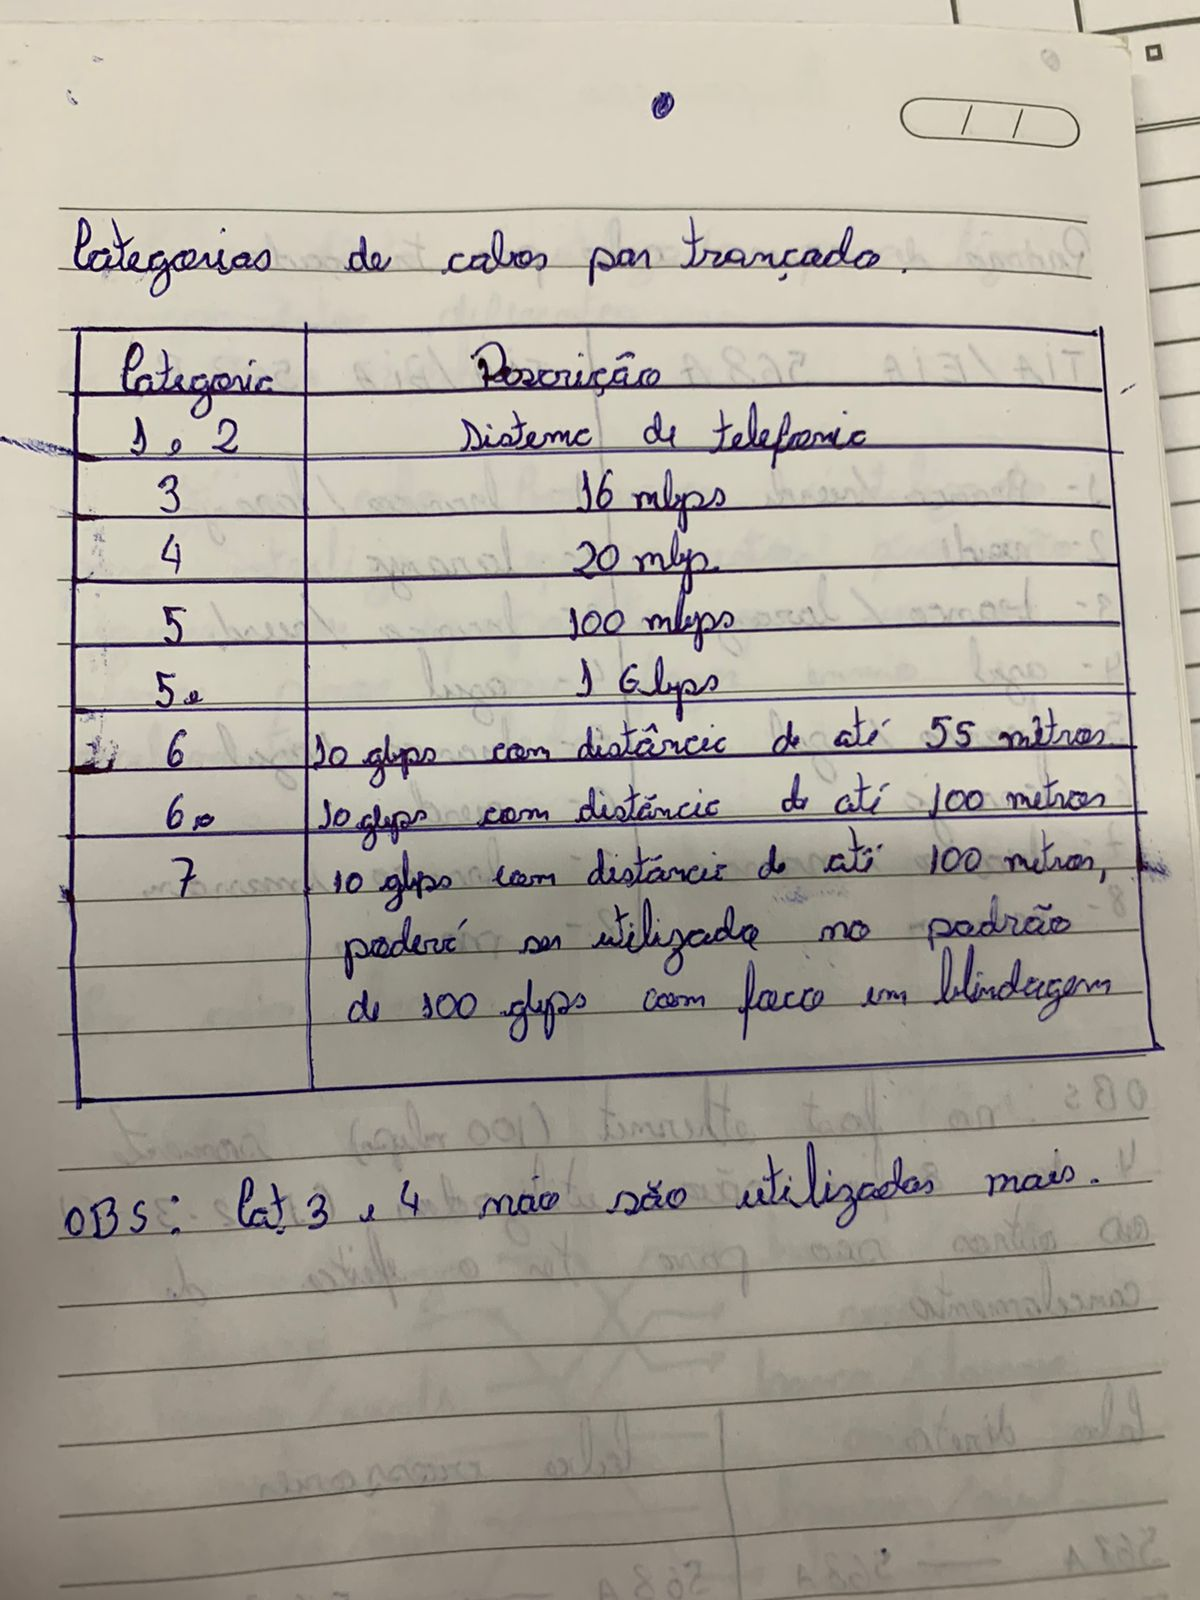 Categorias de cabos par trançado.
Categoria Descrição
1 e 2 Sistema de telefonia
3 16 mbps
4 20 mbps
5 100 mbps
5e 1 Gbps
6 10 gbps com distância de até 55 metros
6a 10 gbps com distância de até 100 metros
7 10 gbps com distância de até 100 metros,
poderá ser utilizada no padrão
de 100 gbps com foco em blindagem
OBS: Cat 3 e 4 não são utilizadas mais.